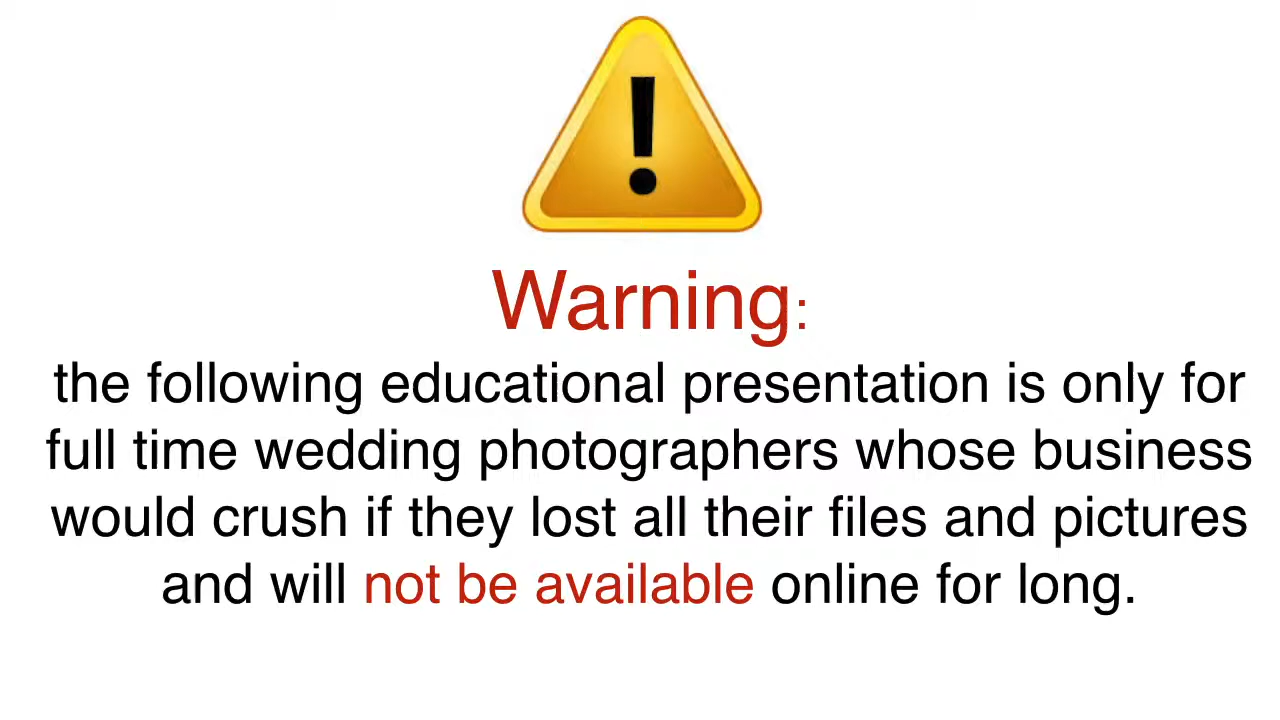 !
Warning:
the following educational presentation is only for
full time wedding photographers whose business
would crush if they lost all their files and pictures
and will not be available online for long.